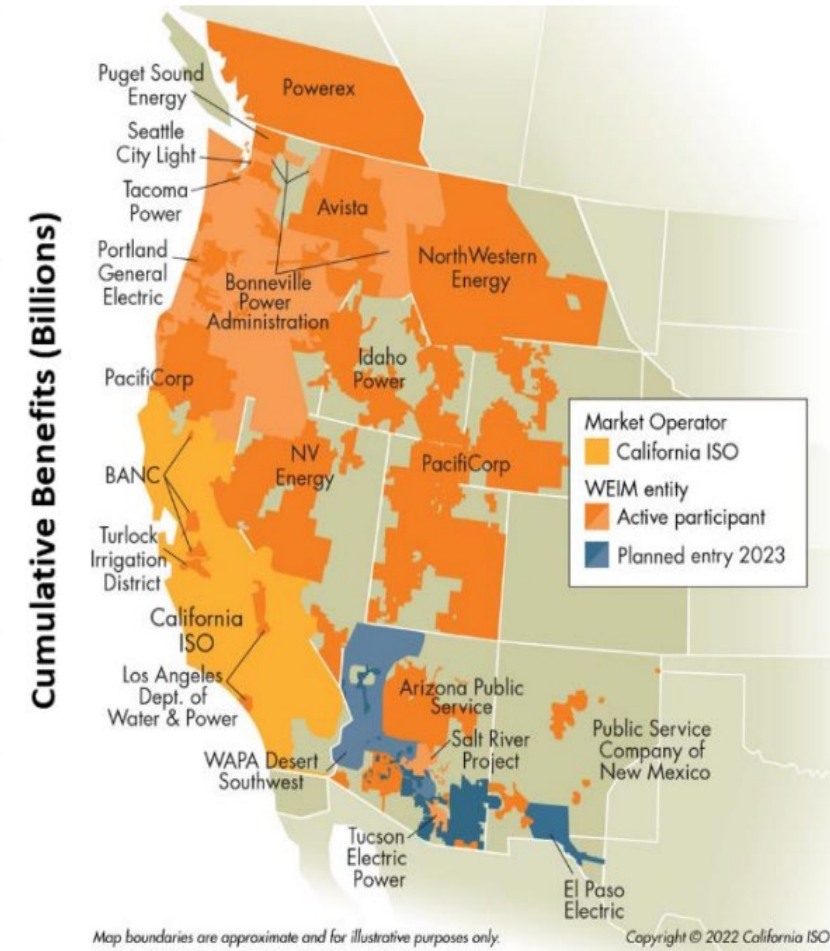 Cumulative Benefits (Billions)
Powerex
Puget Sound
Energy
Seattle
City Light
Tacoma
Power
Avista
Portland
General
Electric
Bonneville
Power
Administration
NorthWestern
Energy
Idaho
Power
PacifiCorp
Market Operator
California ISO
WEIM entity
Active participant
Planned entry 2023
NV
Energy
PacifiCorp
BANC
Turlock
Irrigation
District
California
ISO
Los Angeles
Dept. of
Water & Power
Arizona Public
Service
Salt River
Project
Public Service
Company of
New Mexico
WAPA Desert
Southwest
Tucson
Electric
Power
El Paso
Electric
Map boundaries are approximate and for illustrative purposes only.
Copyright © 2022 California ISO